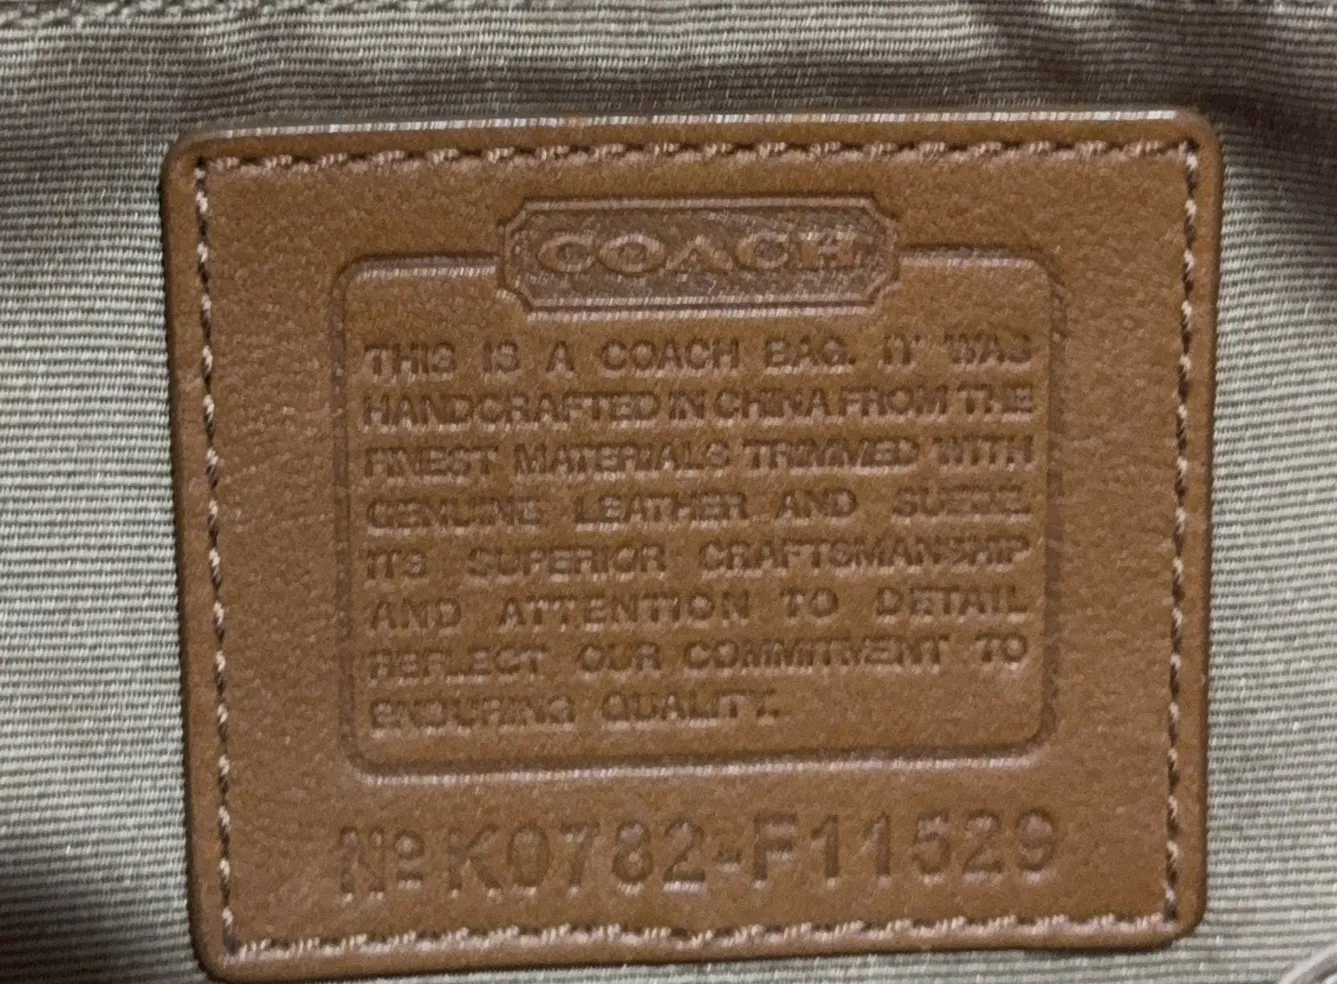 COACH
THIS IS A COACH BAG. IT WAS
HANDCRAFTED IN CHINA FROM THE
FINEST MATERIALS TRIMMED WITH
GENUINE LEATHER AND SUEDE.
ITS SUPERIOR CRAFTSMANSHIP
AND ATTENTION TO DETAIL
REFLECT OUR COMMITMENT TO
ENDURING QUALITY.
Nº K0782-F11529